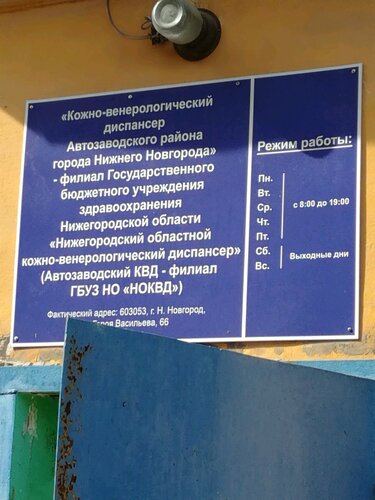 «Кожно-венерологический
диспансер
Автозаводского района
города Нижнего Новгорода»
- филиал Государственного
бюджетного учреждения
здравоохранения
Нижегородской области
«Нижегородский областной
кожно-венерологический диспансер»
(Автозаводский КВД - филиал
ГБУЗ НО «НОКВД»)
Фактический адрес: 603053, г. Н. Новгород,
Героя Васильева, 66
Режим работы:
Пн.
Вт.
Ср. с 8:00 до 19:00
Чт.
Пт.
Сб. Выходные дни
Вс.